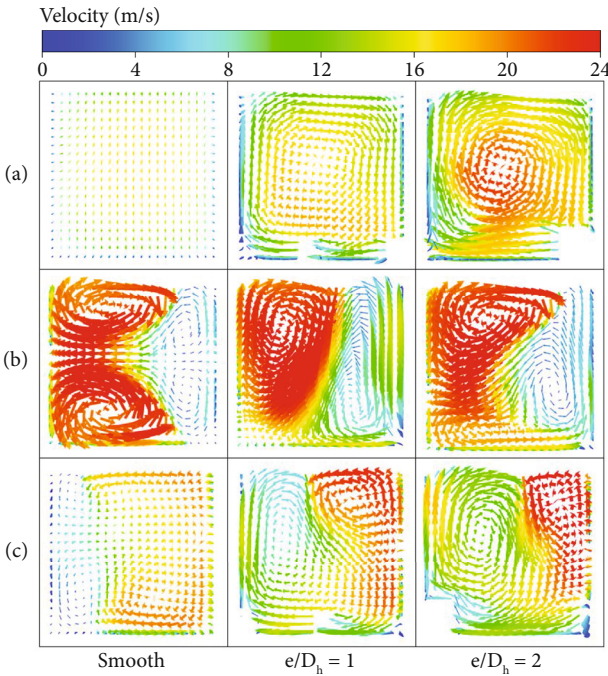 Velocity (m/s)
0 4 8 12 16 20 24
(a)
(b)
(c)
Smooth e/Dₕ = 1 e/Dₕ = 2